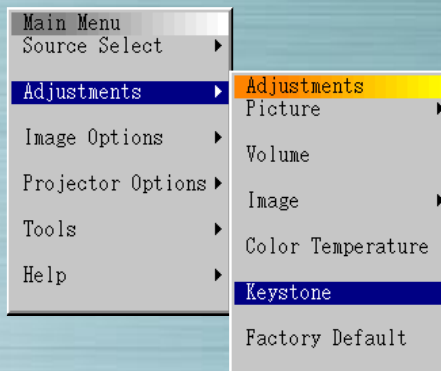 Main Menu
Source Select
Adjustments
Image Options
Projector Options
Tools
Help
Adjustments
Picture
Volume
Image
Color Temperature
Keystone
Factory Default